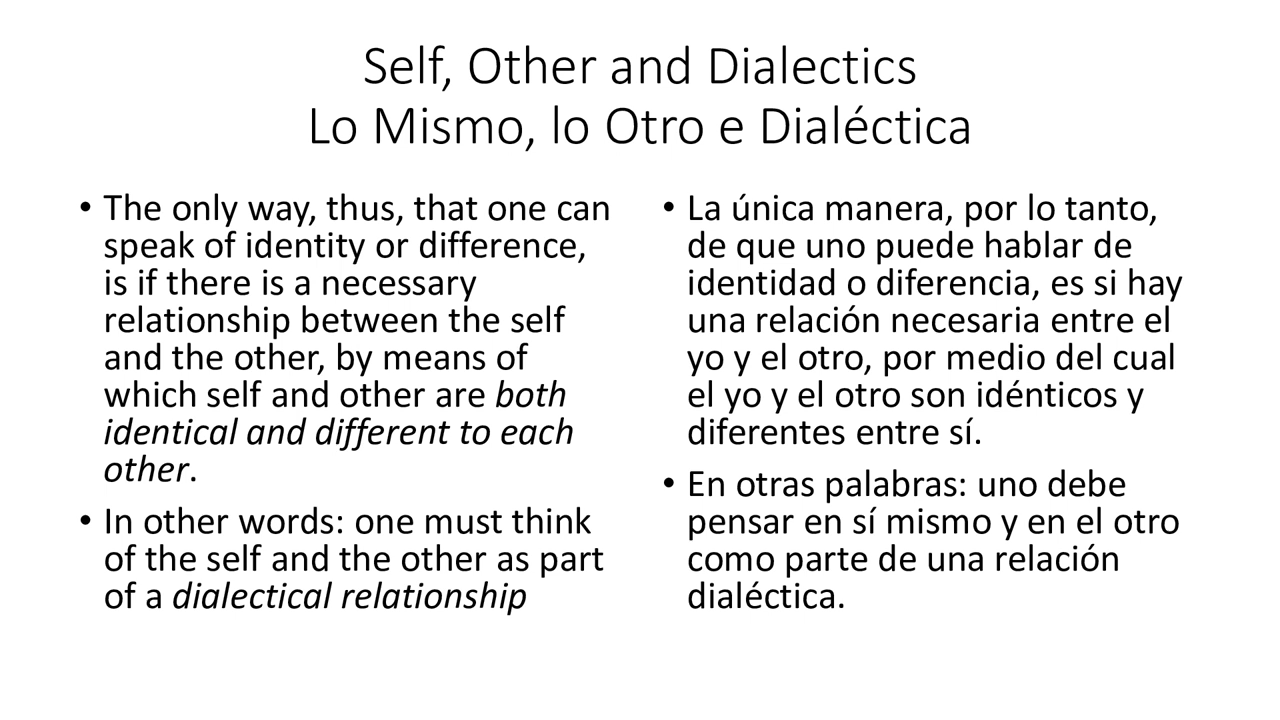 Self, Other and Dialectics
Lo Mismo, lo Otro e Dialéctica
• The only way, thus, that one can
speak of identity or difference,
is if there is a necessary
relationship between the self
and the other, by means of
which self and other are both
identical and different to each
other.
• In other words: one must think
of the self and the other as part
of a dialectical relationship
• La única manera, por lo tanto,
de que uno puede hablar de
identidad o diferencia, es si hay
una relación necesaria entre el
yo y el otro, por medio del cual
el yo y el otro son idénticos y
diferentes entre sí.
• En otras palabras: uno debe
pensar en sí mismo y en el otro
como parte de una relación
dialéctica.